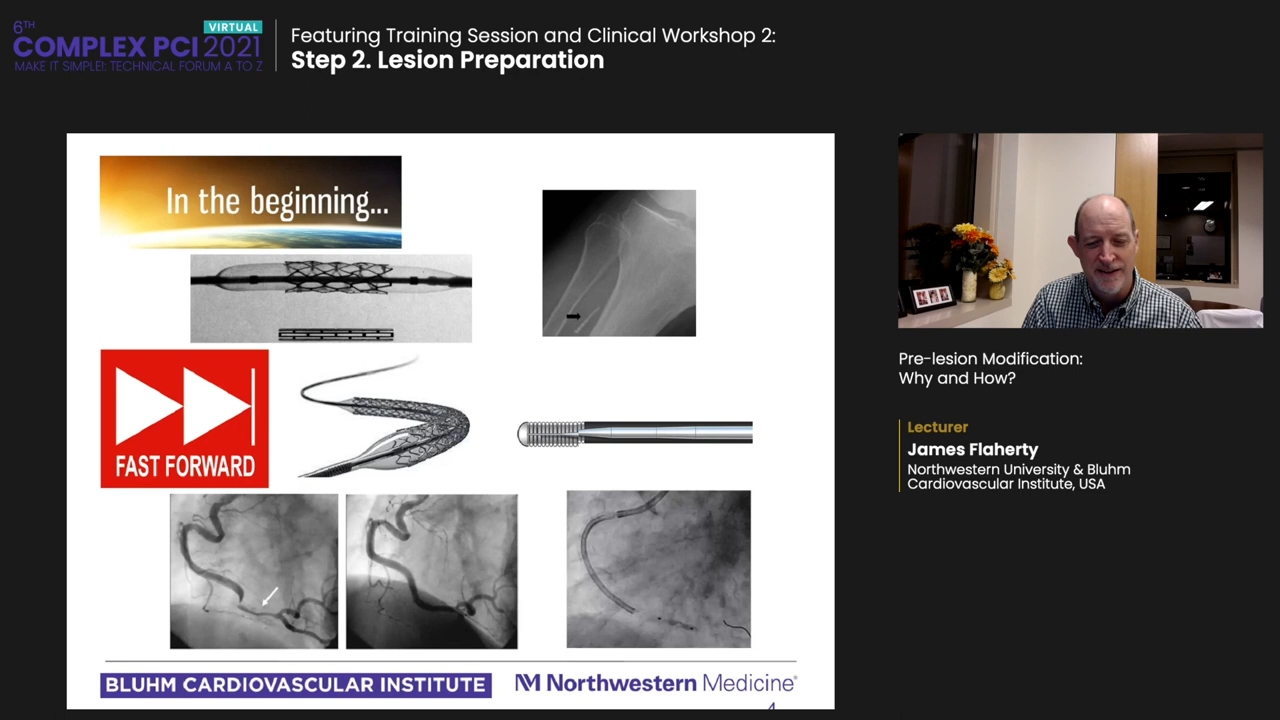 6TH
VIRTUAL
COMPLEX PCI 2021
MAKE IT SIMPLE!: TECHNICAL FORUM A TO Z
Featuring Training Session and Clinical Workshop 2:
Step 2. Lesion Preparation
In the beginning...
FAST FORWARD
BLUHM CARDIOVASCULAR INSTITUTE
Northwestern Medicine®
4
Pre-lesion Modification:
Why and How?
Lecturer
James Flaherty
Northwestern University & Bluhm
Cardiovascular Institute, USA